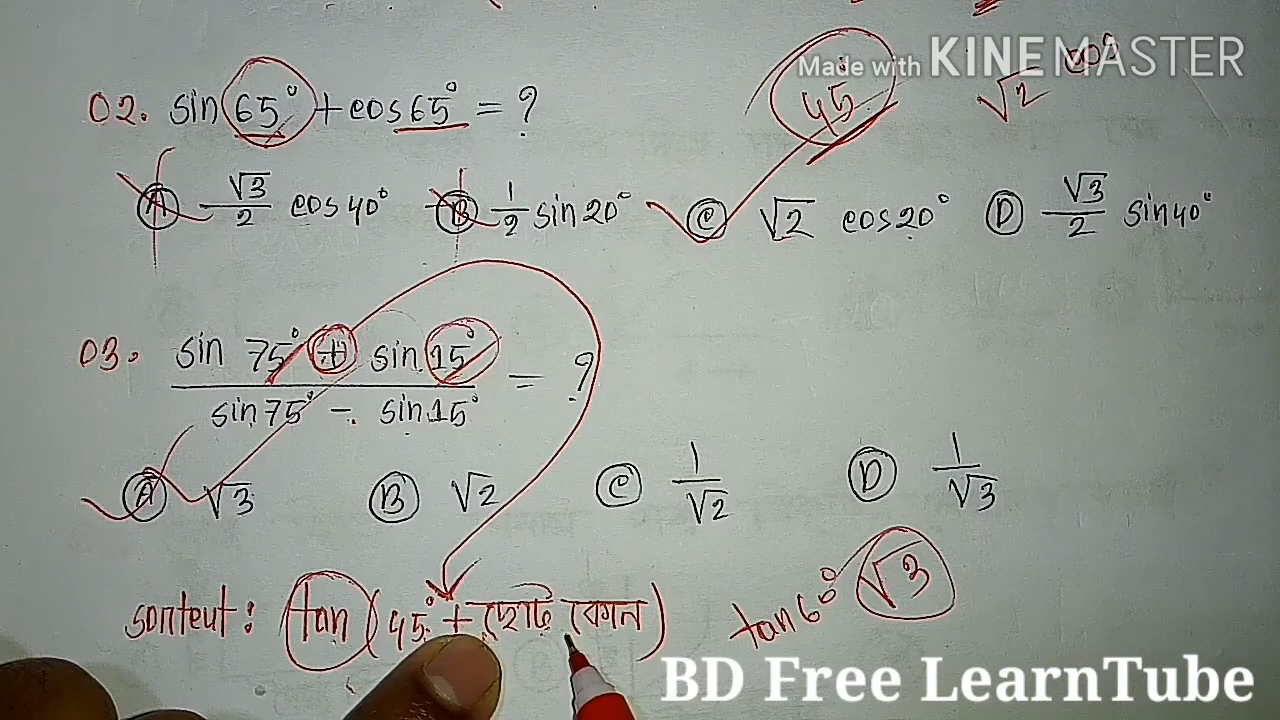 Made with KINEMASTER
45°
√2 cos
02. sin 65° + cos 65° = ?
Ⓐ √3/2 cos 40° Ⓑ 1/2 sin 20° Ⓒ √2 cos 20° Ⓓ √3/2 sin 40°
03. sin 75° + sin 15° / sin 75° - sin 15° = ?
Ⓐ √3 Ⓑ √2 Ⓒ 1/√2 Ⓓ 1/√3
tan 60° √3
sorteut: tan (45° + ছোট কোন)
BD Free LearnTube